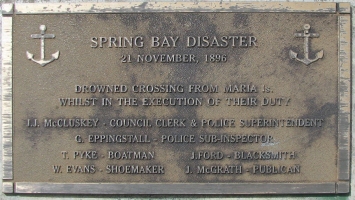 SPRING BAY DISASTER
21 NOVEMBER, 1896
DROWNED CROSSING FROM MARIA IS.
WHILST IN THE EXECUTION OF THEIR DUTY
J.J. McCLUSKEY - COUNCIL CLERK & POLICE SUPERINTENDENT
C. EPPINGSTALL - POLICE SUB-INSPECTOR
T. PYKE - BOATMAN J.FORD - BLACKSMITH
W. EVANS - SHOEMAKER J. McGRATH - PUBLICAN